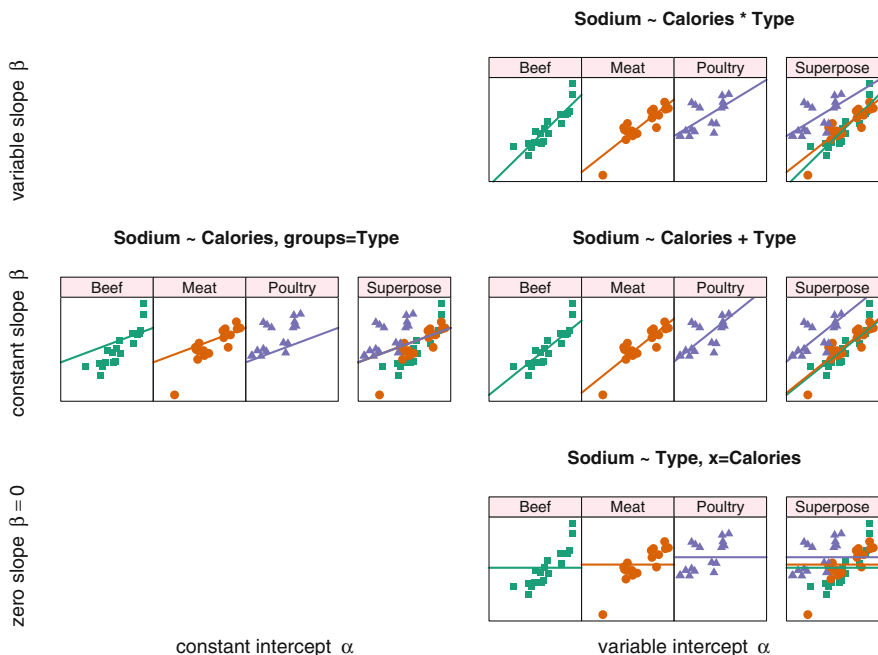 Sodium ~ Calories * Type
Beef Meat Poultry Superpose
variable slope β
Sodium ~ Calories, groups=Type
Beef Meat Poultry Superpose
Sodium ~ Calories + Type
Beef Meat Poultry Superpose
constant slope β
Sodium ~ Type, x=Calories
Beef Meat Poultry Superpose
zero slope β = 0
constant intercept α
variable intercept α